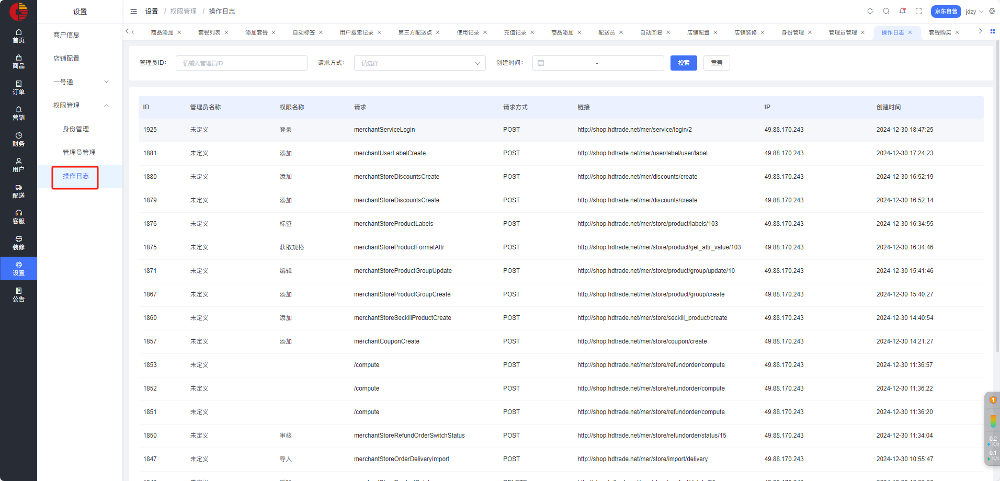 设置
设置 / 权限管理 / 操作日志
京东自营
jdzy
商品添加
套餐列表
添加套餐
自动标签
用户搜索记录
第三方配送点
使用记录
充值记录
商品添加
配送员
自动回复
店铺配置
店铺装修
身份管理
管理员管理
操作日志
套餐购买
首页
商品
订单
营销
财务
用户
配送
客服
装修
设置
公告
商户信息
店铺配置
一号通
权限管理
身份管理
管理员管理
操作日志
管理员ID： 请输入管理员ID 请求方式： 请选择 创建时间： - 搜索 重置
ID 管理员名称 权限名称 请求 请求方式 链接 IP 创建时间
1925 未定义 登录 merchantServiceLogin POST http://shop.hdtrade.net/mer/service/login/2 49.88.170.243 2024-12-30 18:47:25
1881 未定义 添加 merchantUserLabelCreate POST http://shop.hdtrade.net/mer/user/label/user/label 49.88.170.243 2024-12-30 17:24:23
1880 未定义 添加 merchantStoreDiscountsCreate POST http://shop.hdtrade.net/mer/discounts/create 49.88.170.243 2024-12-30 16:52:19
1879 未定义 添加 merchantStoreDiscountsCreate POST http://shop.hdtrade.net/mer/discounts/create 49.88.170.243 2024-12-30 16:52:14
1876 未定义 标签 merchantStoreProductLabels POST http://shop.hdtrade.net/mer/store/product/labels/103 49.88.170.243 2024-12-30 16:34:55
1875 未定义 获取规格 merchantStoreProductFormatAttr POST http://shop.hdtrade.net/mer/store/product/get_attr_value/103 49.88.170.243 2024-12-30 16:34:46
1871 未定义 编辑 merchantStoreProductGroupUpdate POST http://shop.hdtrade.net/mer/store/product/group/update/10 49.88.170.243 2024-12-30 15:41:46
1867 未定义 添加 merchantStoreProductGroupCreate POST http://shop.hdtrade.net/mer/store/product/group/create 49.88.170.243 2024-12-30 15:40:27
1860 未定义 添加 merchantStoreSeckillProductCreate POST http://shop.hdtrade.net/mer/store/seckill_product/create 49.88.170.243 2024-12-30 14:40:54
1857 未定义 添加 merchantCouponCreate POST http://shop.hdtrade.net/mer/store/coupon/create 49.88.170.243 2024-12-30 14:21:27
1853 未定义 /compute POST http://shop.hdtrade.net/mer/store/refundorder/compute 49.88.170.243 2024-12-30 11:36:57
1852 未定义 /compute POST http://shop.hdtrade.net/mer/store/refundorder/compute 49.88.170.243 2024-12-30 11:36:22
1851 未定义 /compute POST http://shop.hdtrade.net/mer/store/refundorder/compute 49.88.170.243 2024-12-30 11:36:20
1850 未定义 审核 merchantStoreRefundOrderSwitchStatus POST http://shop.hdtrade.net/mer/store/refundorder/status/15 49.88.170.243 2024-12-30 11:34:04
1847 未定义 导入 merchantStoreOrderDeliveryImport POST http://shop.hdtrade.net/mer/store/import/delivery 49.88.170.243 2024-12-30 10:55:47
1
0.2
K/s
0.1
K/s